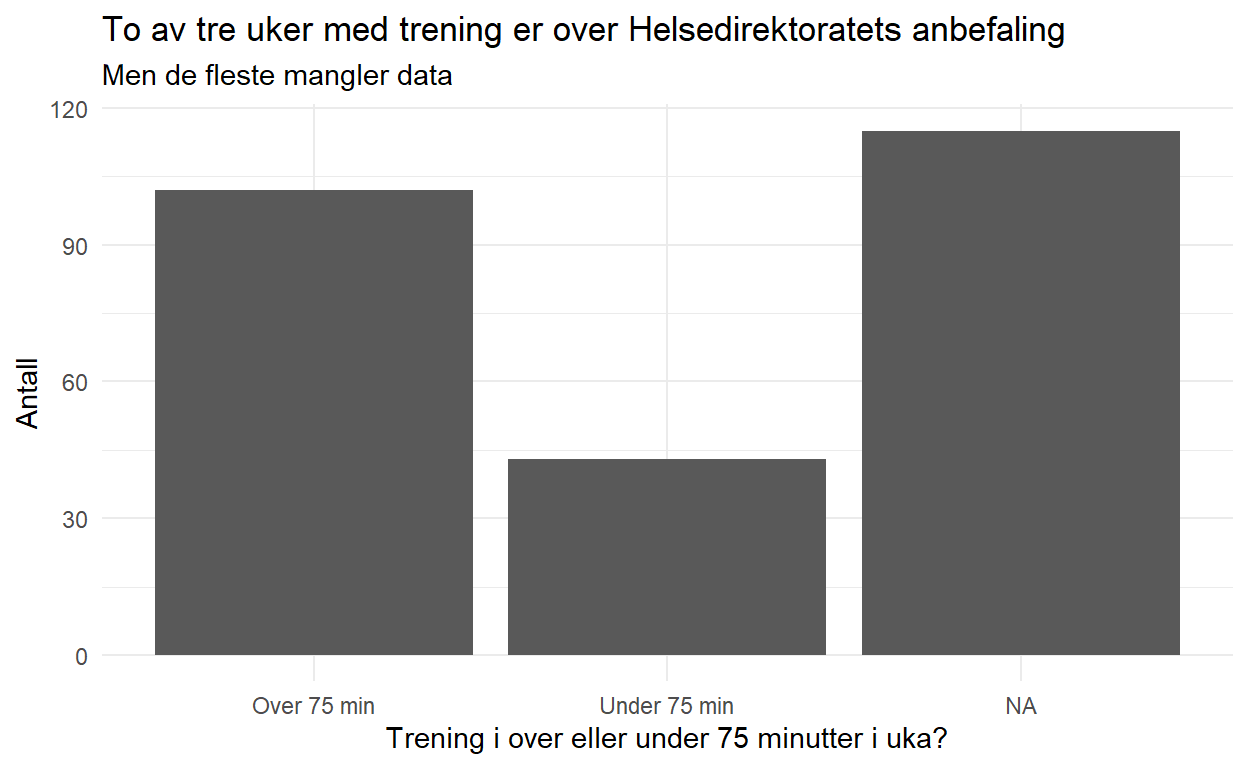 To av tre uker med trening er over Helsedirektoratets anbefaling
Men de fleste mangler data
120
90
60
30
0
Antall
Over 75 min
Under 75 min
NA
Trening i over eller under 75 minutter i uka?